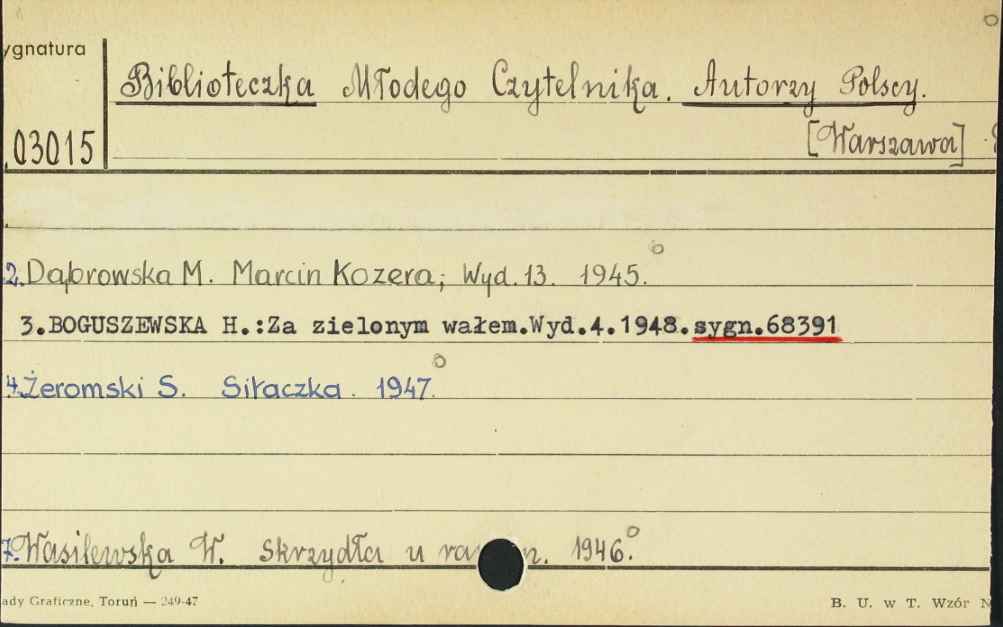 ygnatura
Biblioteczka Młodego Czytelnika. Autorzy Polscy.
03015
[Warszawa]
2. Dąbrowska M. Marcin Kozera; Wyd. 13. 1945.
3.BOGUSZEWSKA H.:Za zielonym wałem.Wyd.4.1948.sygn.68391
4. Żeromski S. Siłaczka. 1947.
7. Wasilewska W. Skrzydła u n. 1946.
ady Graficzne, Toruń — 249-47
B. U. w T. Wzór N